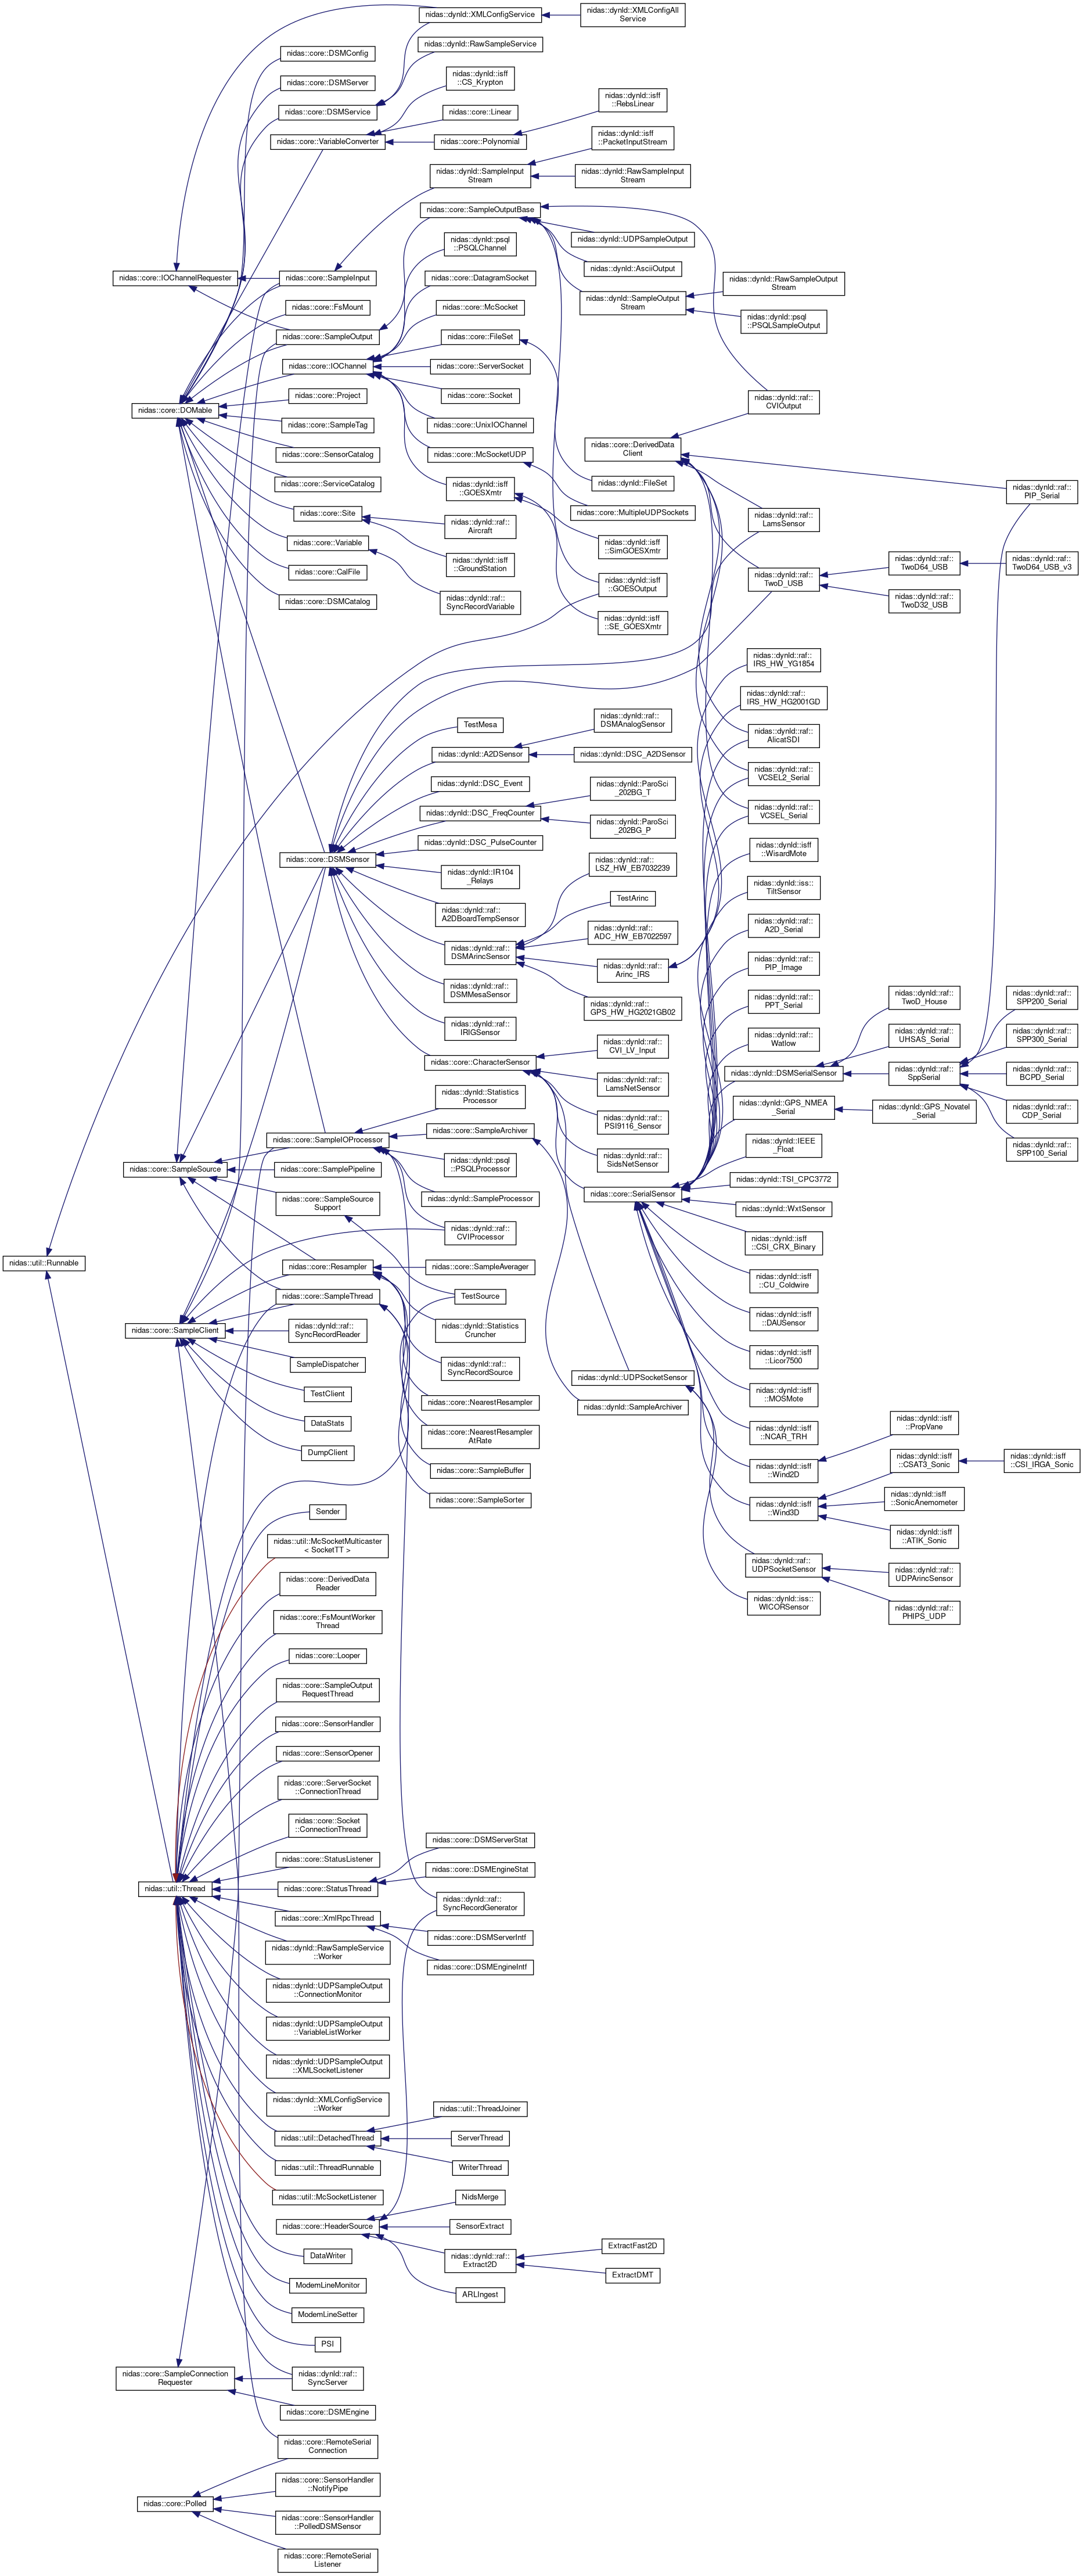 nidas::dynld::XMLConfigService
nidas::dynld::XMLConfigAll
Service
nidas::dynld::RawSampleService
nidas::core::DSMConfig
nidas::dynld::isff
::CS_Krypton
nidas::core::DSMServer
nidas::dynld::isff
::RebsLinear
nidas::core::DSMService
nidas::core::Linear
nidas::core::VariableConverter
nidas::core::Polynomial
nidas::dynld::isff
::PacketInputStream
nidas::dynld::SampleInput
Stream
nidas::dynld::RawSampleInput
Stream
nidas::core::SampleOutputBase
nidas::dynld::psql
::PSQLChannel
nidas::dynld::UDPSampleOutput
nidas::dynld::AsciiOutput
nidas::core::IOChannelRequester
nidas::core::SampleInput
nidas::core::DatagramSocket
nidas::dynld::RawSampleOutput
Stream
nidas::dynld::SampleOutput
Stream
nidas::core::FsMount
nidas::core::McSocket
nidas::dynld::psql
::PSQLSampleOutput
nidas::core::SampleOutput
nidas::core::FileSet
nidas::core::IOChannel
nidas::core::ServerSocket
nidas::core::Project
nidas::core::Socket
nidas::dynld::raf::
CVIOutput
nidas::core::DOMable
nidas::core::SampleTag
nidas::core::UnixIOChannel
nidas::core::SensorCatalog
nidas::core::McSocketUDP
nidas::core::DerivedData
Client
nidas::core::ServiceCatalog
nidas::dynld::isff
::GOESXmtr
nidas::dynld::FileSet
nidas::dynld::raf::
PIP_Serial
nidas::core::Site
nidas::dynld::raf::
Aircraft
nidas::core::MultipleUDPSockets
nidas::dynld::raf::
LamsSensor
nidas::core::Variable
nidas::dynld::isff
::GroundStation
nidas::dynld::isff
::SimGOESXmtr
nidas::core::CalFile
nidas::dynld::isff
::GOESOutput
nidas::dynld::raf::
TwoD_USB
nidas::dynld::raf::
TwoD64_USB
nidas::dynld::raf::
TwoD64_USB_v3
nidas::core::DSMCatalog
nidas::dynld::raf::
SyncRecordVariable
nidas::dynld::isff
::SE_GOESXmtr
nidas::dynld::raf::
TwoD32_USB
nidas::dynld::raf::
IRS_HW_YG1854
nidas::dynld::raf::
IRS_HW_HG2001GD
TestMesa
nidas::dynld::raf::
DSMAnalogSensor
nidas::dynld::raf::
AlicatSDI
nidas::dynld::A2DSensor
nidas::dynld::DSC_A2DSensor
nidas::dynld::DSC_Event
nidas::dynld::ParoSci
_202BG_T
nidas::dynld::raf::
VCSEL2_Serial
nidas::dynld::DSC_FreqCounter
nidas::dynld::ParoSci
_202BG_P
nidas::dynld::raf::
VCSEL_Serial
nidas::dynld::DSC_PulseCounter
nidas::core::DSMSensor
nidas::dynld::IR104
_Relays
nidas::dynld::raf::
LSZ_HW_EB7032239
nidas::dynld::isff
::WisardMote
nidas::dynld::raf::
A2DBoardTempSensor
TestArinc
nidas::dynld::iss::
TiltSensor
nidas::dynld::raf::
DSMArincSensor
nidas::dynld::raf::
ADC_HW_EB7022597
nidas::dynld::raf::
A2D_Serial
nidas::dynld::raf::
DSMMesaSensor
nidas::dynld::raf::
Arinc_IRS
nidas::dynld::raf::
PIP_Image
nidas::dynld::raf::
IRIGSensor
nidas::dynld::raf::
GPS_HW_HG2021GB02
nidas::dynld::raf::
PPT_Serial
nidas::dynld::raf::
TwoD_House
nidas::dynld::raf::
SPP200_Serial
nidas::core::CharacterSensor
nidas::dynld::raf::
CVI_LV_Input
nidas::dynld::raf::
Watlow
nidas::dynld::raf::
UHSAS_Serial
nidas::dynld::raf::
SPP300_Serial
nidas::dynld::raf::
LamsNetSensor
nidas::dynld::DSMSerialSensor
nidas::dynld::raf::
SppSerial
nidas::dynld::raf::
BCPD_Serial
nidas::dynld::Statistics
Processor
nidas::dynld::raf::
PSI9116_Sensor
nidas::dynld::GPS_NMEA
_Serial
nidas::dynld::GPS_Novatel
_Serial
nidas::dynld::raf::
CDP_Serial
nidas::core::SampleIOProcessor
nidas::core::SampleArchiver
nidas::dynld::raf::
SidsNetSensor
nidas::dynld::IEEE
_Float
nidas::dynld::raf::
SPP100_Serial
nidas::core::SampleSource
nidas::core::SamplePipeline
nidas::dynld::psql
::PSQLProcessor
nidas::dynld::TSI_CPC3772
nidas::core::SampleSource
Support
nidas::dynld::SampleProcessor
nidas::core::SerialSensor
nidas::dynld::WxtSensor
nidas::dynld::raf::
CVIProcessor
nidas::dynld::isff
::CSI_CRX_Binary
nidas::util::Runnable
nidas::core::Resampler
nidas::core::SampleAverager
nidas::dynld::isff
::CU_Coldwire
nidas::core::SampleThread
TestSource
nidas::dynld::isff
::DAUSensor
nidas::core::SampleClient
nidas::dynld::raf::
SyncRecordReader
nidas::dynld::Statistics
Cruncher
nidas::dynld::isff
::Licor7500
SampleDispatcher
nidas::dynld::raf::
SyncRecordSource
nidas::dynld::UDPSocketSensor
nidas::dynld::isff
::MOSMote
TestClient
nidas::core::NearestResampler
nidas::dynld::SampleArchiver
DataStats
nidas::core::NearestResampler
AtRate
nidas::dynld::isff
::NCAR_TRH
nidas::dynld::isff
::PropVane
DumpClient
nidas::core::SampleBuffer
nidas::dynld::isff
::Wind2D
nidas::dynld::isff
::CSAT3_Sonic
nidas::dynld::isff
::CSI_IRGA_Sonic
nidas::core::SampleSorter
nidas::dynld::isff
::Wind3D
nidas::dynld::isff
::SonicAnemometer
Sender
nidas::dynld::isff
::ATIK_Sonic
nidas::util::McSocketMulticaster
< SocketTT >
nidas::dynld::raf::
UDPSocketSensor
nidas::dynld::raf::
UDPArincSensor
nidas::core::DerivedData
Reader
nidas::dynld::iss::
WICORSensor
nidas::dynld::raf::
PHIPS_UDP
nidas::core::FsMountWorker
Thread
nidas::core::Looper
nidas::core::SampleOutput
RequestThread
nidas::core::SensorHandler
nidas::core::SensorOpener
nidas::core::ServerSocket
::ConnectionThread
nidas::core::Socket
::ConnectionThread
nidas::core::DSMServerStat
nidas::core::StatusListener
nidas::core::DSMEngineStat
nidas::util::Thread
nidas::core::StatusThread
nidas::dynld::raf::
SyncRecordGenerator
nidas::core::XmlRpcThread
nidas::core::DSMServerIntf
nidas::dynld::RawSampleService
::Worker
nidas::core::DSMEngineIntf
nidas::dynld::UDPSampleOutput
::ConnectionMonitor
nidas::dynld::UDPSampleOutput
::VariableListWorker
nidas::dynld::UDPSampleOutput
::XMLSocketListener
nidas::dynld::XMLConfigService
::Worker
nidas::util::ThreadJoiner
nidas::util::DetachedThread
ServerThread
nidas::util::ThreadRunnable
WriterThread
nidas::util::McSocketListener
NidsMerge
nidas::core::HeaderSource
SensorExtract
DataWriter
nidas::dynld::raf::
Extract2D
ExtractFast2D
ExtractDMT
ModemLineMonitor
ARLIngest
ModemLineSetter
PSI
nidas::core::SampleConnection
Requester
nidas::dynld::raf::
SyncServer
nidas::core::DSMEngine
nidas::core::RemoteSerial
Connection
nidas::core::SensorHandler
::NotifyPipe
nidas::core::Polled
nidas::core::SensorHandler
::PolledDSMSensor
nidas::core::RemoteSerial
Listener